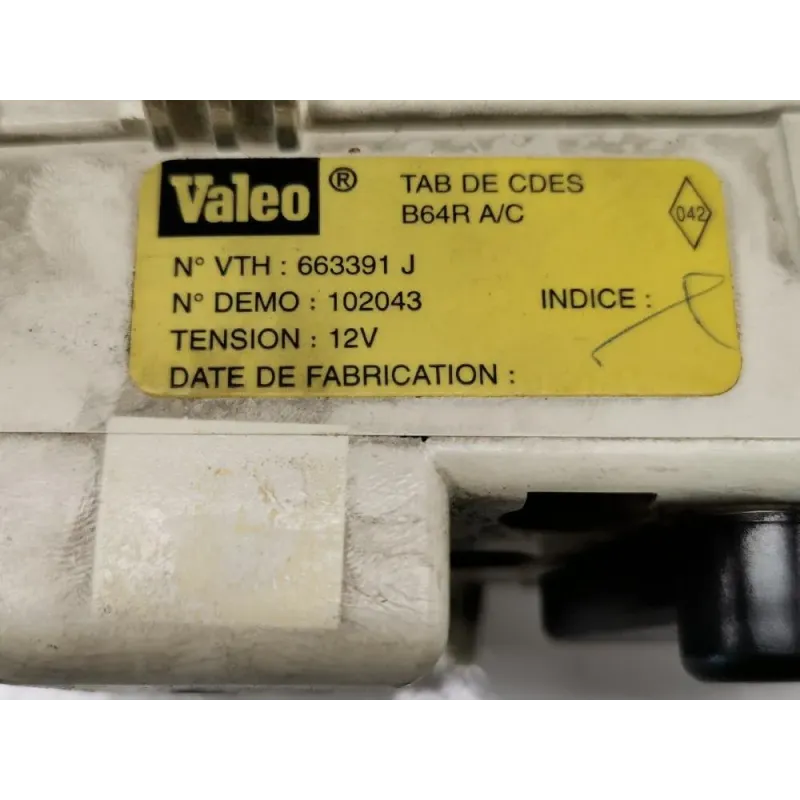 Valeo ® TAB DE CDES
B64R A/C
042
N° VTH : 663391 J
N° DEMO : 102043 INDICE :
TENSION : 12V
DATE DE FABRICATION :